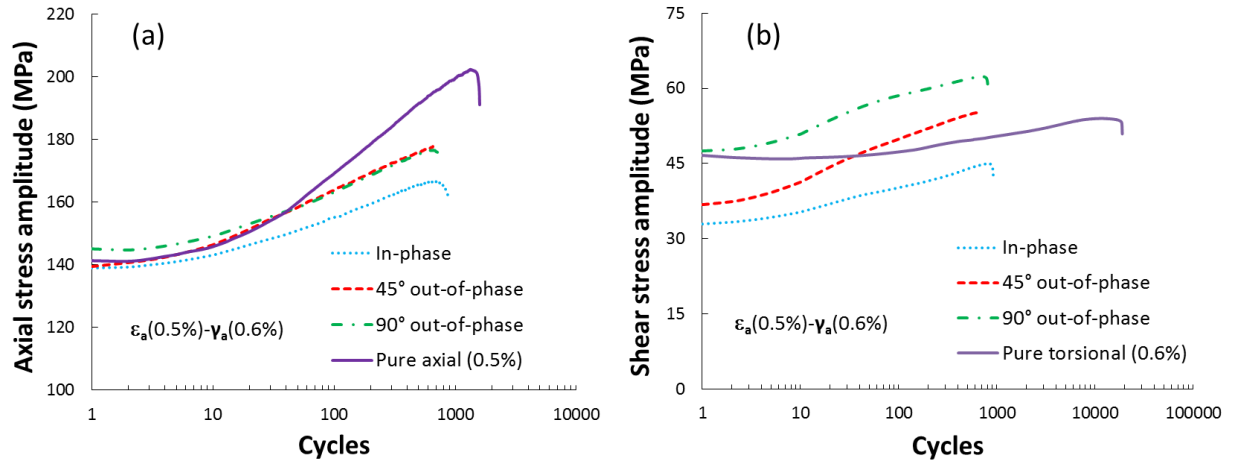 (a)
Axial stress amplitude (MPa)
220
200
180
160
140
120
100
In-phase
45° out-of-phase
90° out-of-phase
Pure axial (0.5%)
εa(0.5%)-γa(0.6%)
1 10 100 1000 10000
Cycles
(b)
Shear stress amplitude (MPa)
75
60
45
30
15
0
In-phase
45° out-of-phase
90° out-of-phase
Pure torsional (0.6%)
εa(0.5%)-γa(0.6%)
1 10 100 1000 10000 100000
Cycles